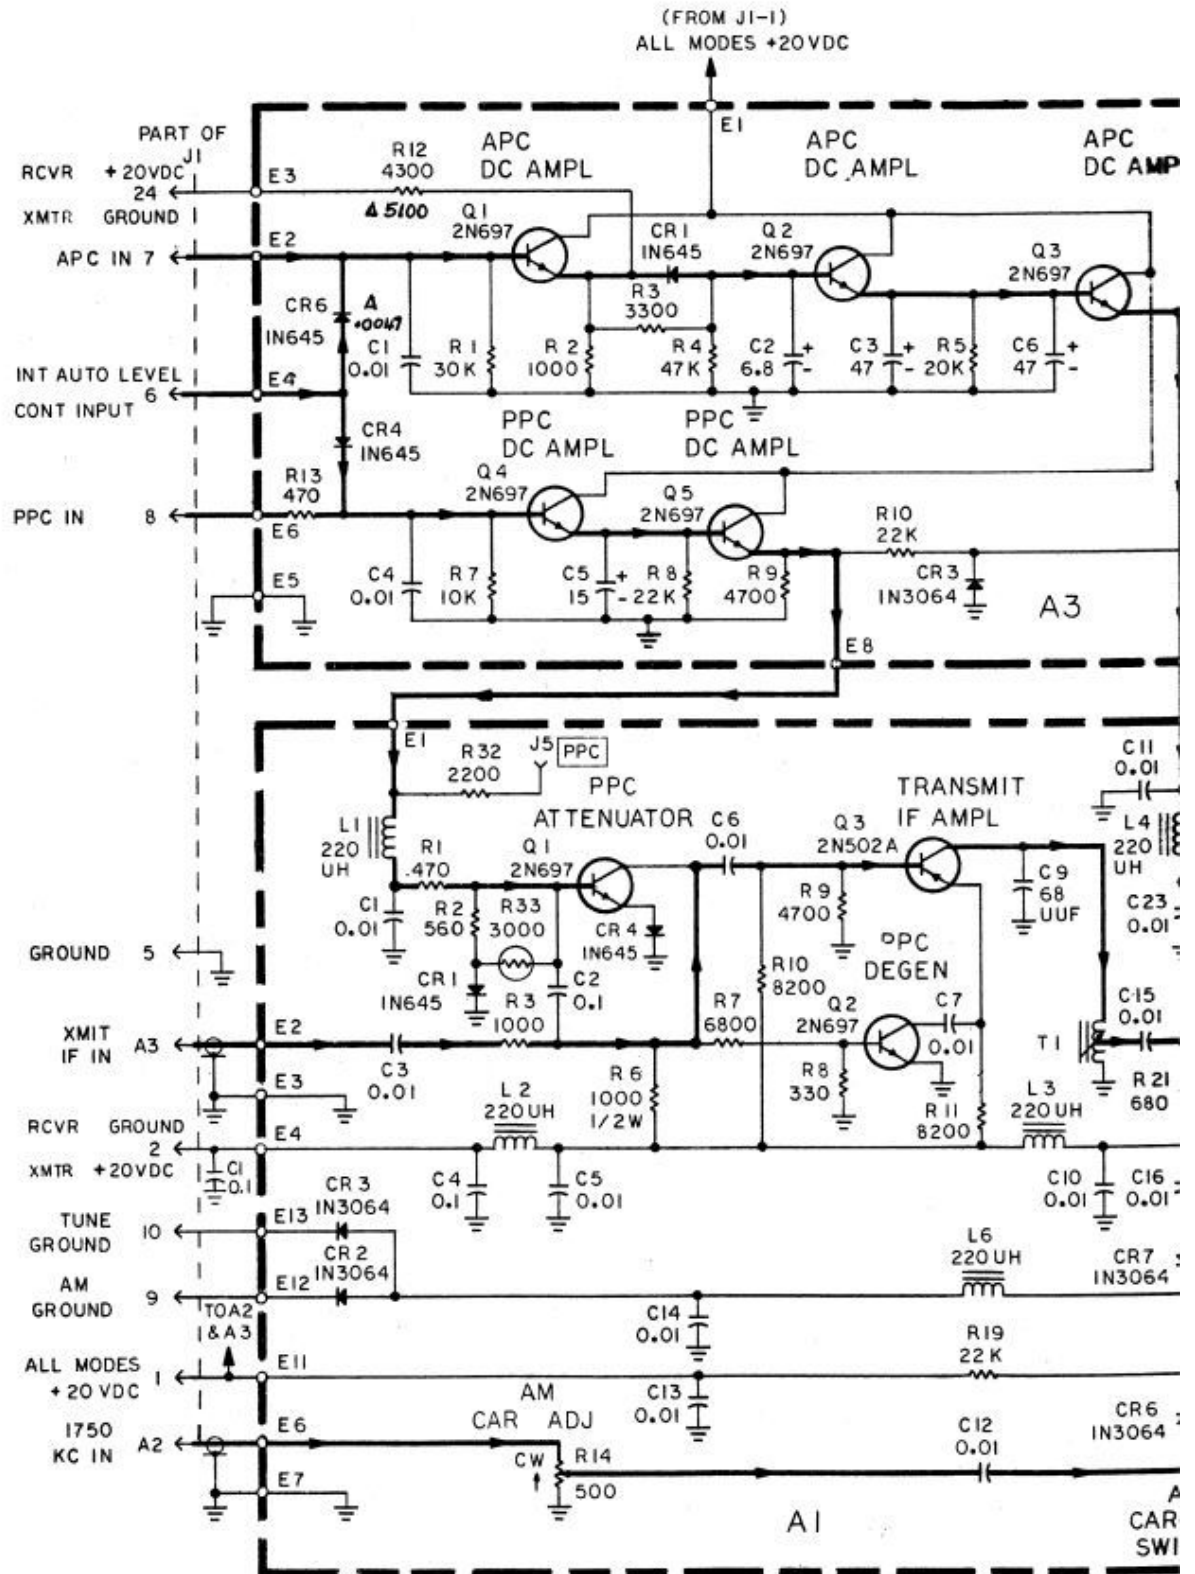 (FROM J1-1)
ALL MODES +20VDC
E1
PART OF
J1
RCVR +20VDC
24
XMTR GROUND
E3
R12
4300
Δ 5100
APC
DC AMPL
APC
DC AMPL
APC
DC AMP
APC IN 7
E2
Q1
2N697
CR1
1N645
Q2
2N697
Q3
2N697
R3
3300
CR6
1N645
Δ
C1
0.01
R1
30K
R2
1000
R4
47K
C2
6.8
+
-
C3
47
+
-
R5
20K
C6
47
+
-
INT AUTO LEVEL
6
CONT INPUT
E4
CR4
1N645
PPC
DC AMPL
PPC
DC AMPL
R13
470
Q4
2N697
Q5
2N697
PPC IN 8
E6
R10
22K
E5
C4
0.01
R7
10K
C5
15
+
-
R8
22K
R9
4700
CR3
1N3064
A3
E8
E1
R32
2200
J5
PPC
PPC
ATTENUATOR
TRANSMIT
IF AMPL
C11
0.01
L1
220
UH
R1
.470
Q1
2N697
C6
0.01
Q3
2N502A
L4
220
UH
C1
0.01
R2
560
R33
3000
CR4
1N645
R9
4700
C9
68
UUF
C23
0.01
GROUND 5
CR1
1N645
C2
0.1
R10
8200
PPC
DEGEN
XMIT
IF IN A3
E2
C3
0.01
R3
1000
R7
6800
Q2
2N697
C7
0.01
T1
C15
0.01
E3
R6
1000
1/2W
R8
330
R11
8200
R21
680
RCVR GROUND
2
XMTR +20VDC
C1
0.1
E4
L2
220UH
L3
220UH
C4
0.1
C5
0.01
C10
0.01
C16
0.01
TUNE
10
GROUND
E13
CR3
1N3064
CR2
1N3064
L6
220UH
CR7
1N3064
AM
9
GROUND
E12
TO A2
& A3
C14
0.01
R19
22K
ALL MODES
1
+20VDC
E11
C13
0.01
AM
CAR ADJ
CR6
1N3064
1750
KC IN A2
E6
CW
R14
500
C12
0.01
E7
A1
A
CAR
SWI